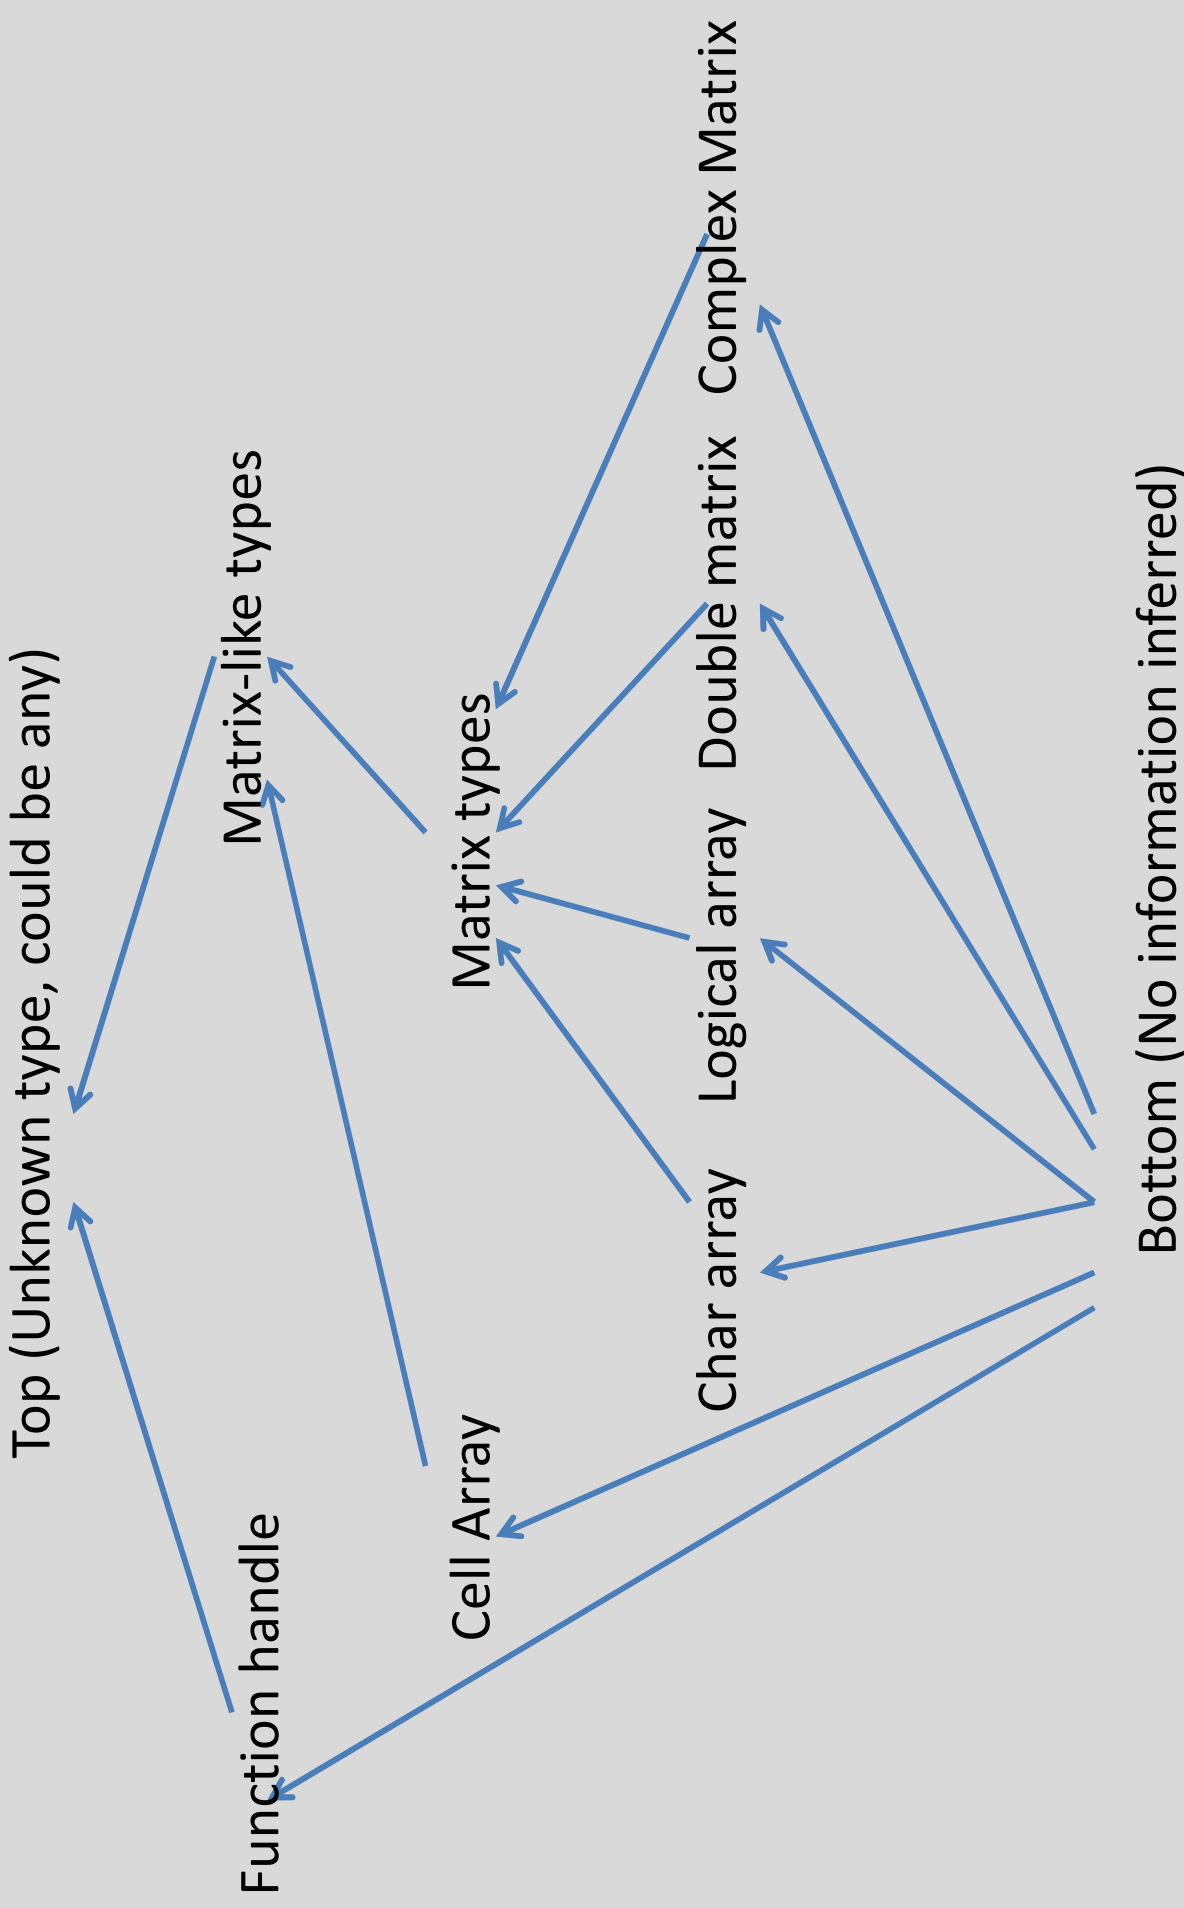 Top (Unknown type, could be any)
Function handle
Matrix-like types
Cell Array
Matrix types
Char array
Logical array
Double matrix
Complex Matrix
Bottom (No information inferred)